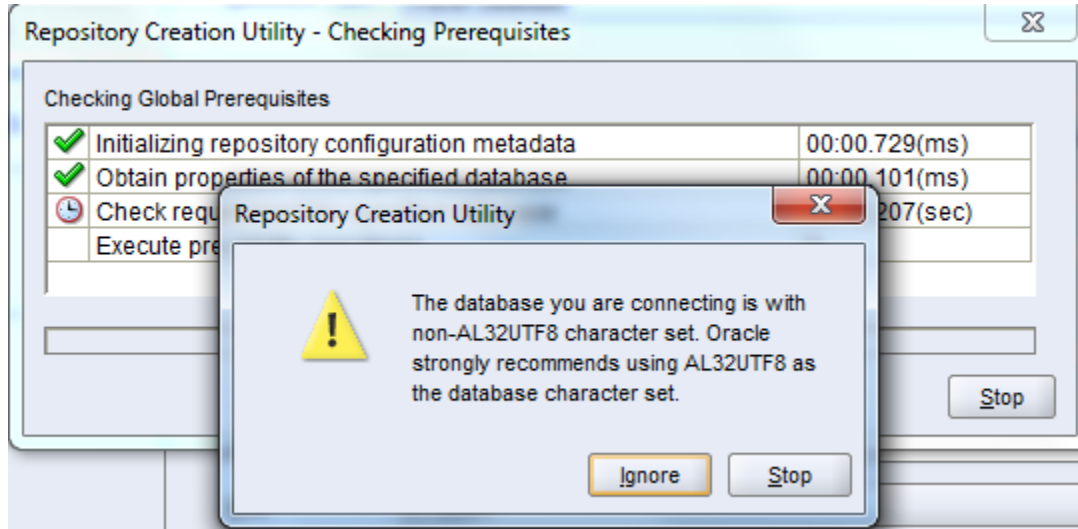 Repository Creation Utility - Checking Prerequisites
Checking Global Prerequisites
Initializing repository configuration metadata 00:00.729(ms)
Obtain properties of the specified database 00:00.101(ms)
Check 207(sec)
Execute
Repository Creation Utility
The database you are connecting is with
non-AL32UTF8 character set. Oracle
strongly recommends using AL32UTF8 as
the database character set.
Stop
Ignore Stop